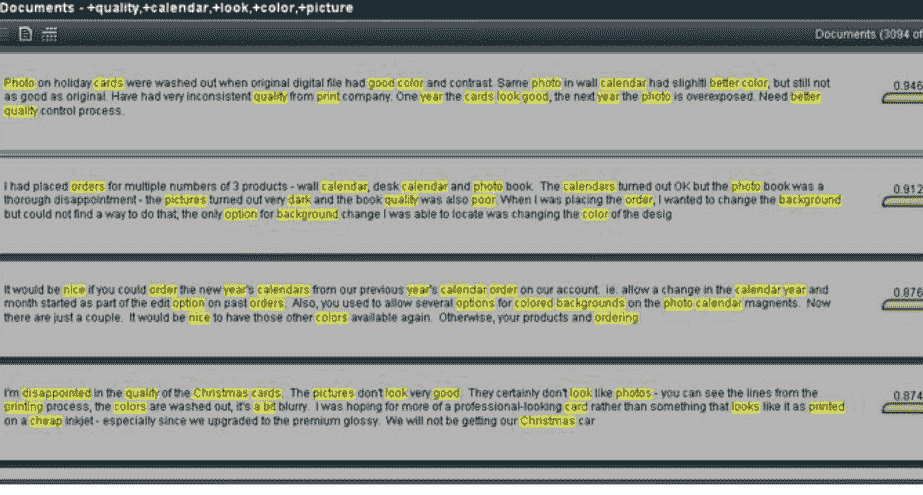 Documents - +quality,+calendar,+look,+color,+picture
Documents (3094 of
Photo on holiday cards were washed out when original digital file had good color and contrast. Same photo in wall calendar had slightl better color, but still not
0.946
as good as original. Have had very inconsistent quality from print company. One year the cards look good, the next year the photo is overexposed. Need better
quality control process.
I had placed orders for multiple numbers of 3 products - wall calendar, desk calendar and photo book. The calendars turned out OK but the photo book was a
0.912
thorough disappointment - the pictures turned out very dark and the book quality was also poor. When I was placing the order, I wanted to change the background
but could not find a way to do that; the only option for background change I was able to locate was changing the color of the desig
It would be nice if you could order the new year's calendars from our previous year's calendar order on our account. ie. allow a change in the calendar year and
0.876
month started as part of the edit option on past orders. Also, you used to allow several options for colored backgrounds on the photo calendar magnents. Now
there are just a couple. It would be nice to have those other colors available again. Otherwise, your products and ordering
I'm disappointed in the quality of the Christmas cards. The pictures don't look very good. They certainly don't look like photos - you can see the lines from the
0.874
printing process, the colors are washed out, it's a bit blurry. I was hoping for more of a professional-looking card rather than something that looks like it as printed
on a cheap inkjet - especially since we upgraded to the premium glossy. We will not be getting our Christmas car